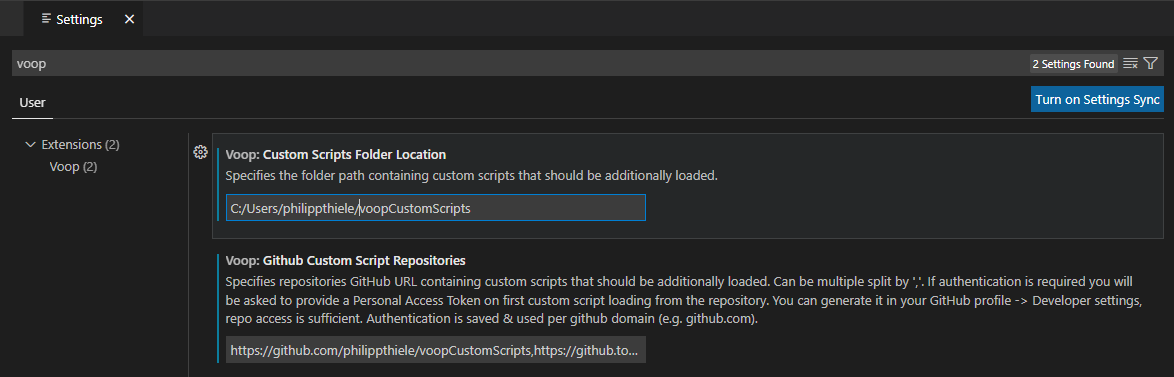 Settings
voop
2 Settings Found
User
Turn on Settings Sync
Extensions (2)
Voop (2)
Voop: Custom Scripts Folder Location
Specifies the folder path containing custom scripts that should be additionally loaded.
C:/Users/philippthiele/voopCustomScripts
Voop: Github Custom Script Repositories
Specifies repositories GitHub URL containing custom scripts that should be additionally loaded. Can be multiple split by ','. If authentication is required you will
be asked to provide a Personal Access Token on first custom script loading from the repository. You can generate it in your GitHub profile -> Developer settings,
repo access is sufficient. Authentication is saved & used per github domain (e.g. github.com).
https://github.com/philippthiele/voopCustomScripts,https://github.to...